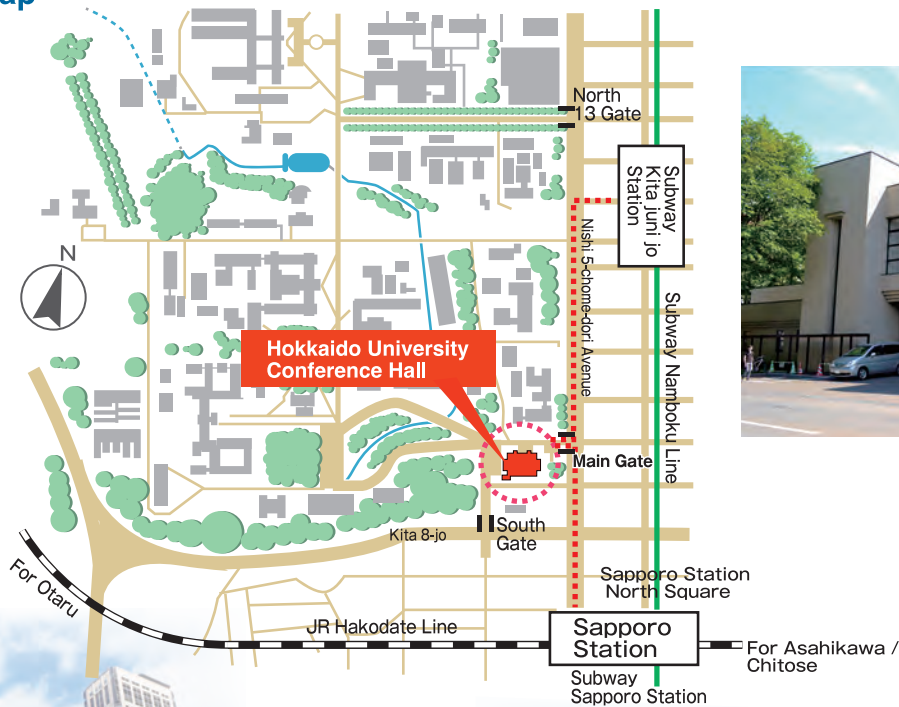 ap
North
13 Gate
Subway
Kita juni jo
Station
N
Nishi 5-chome-dori Avenue
Subway Namboku Line
Hokkaido University
Conference Hall
Main Gate
South
Gate
Kita 8-jo
For Otaru
Sapporo Station
North Square
JR Hakodate Line
Sapporo
Station
For Asahikawa /
Chitose
Subway
Sapporo Station